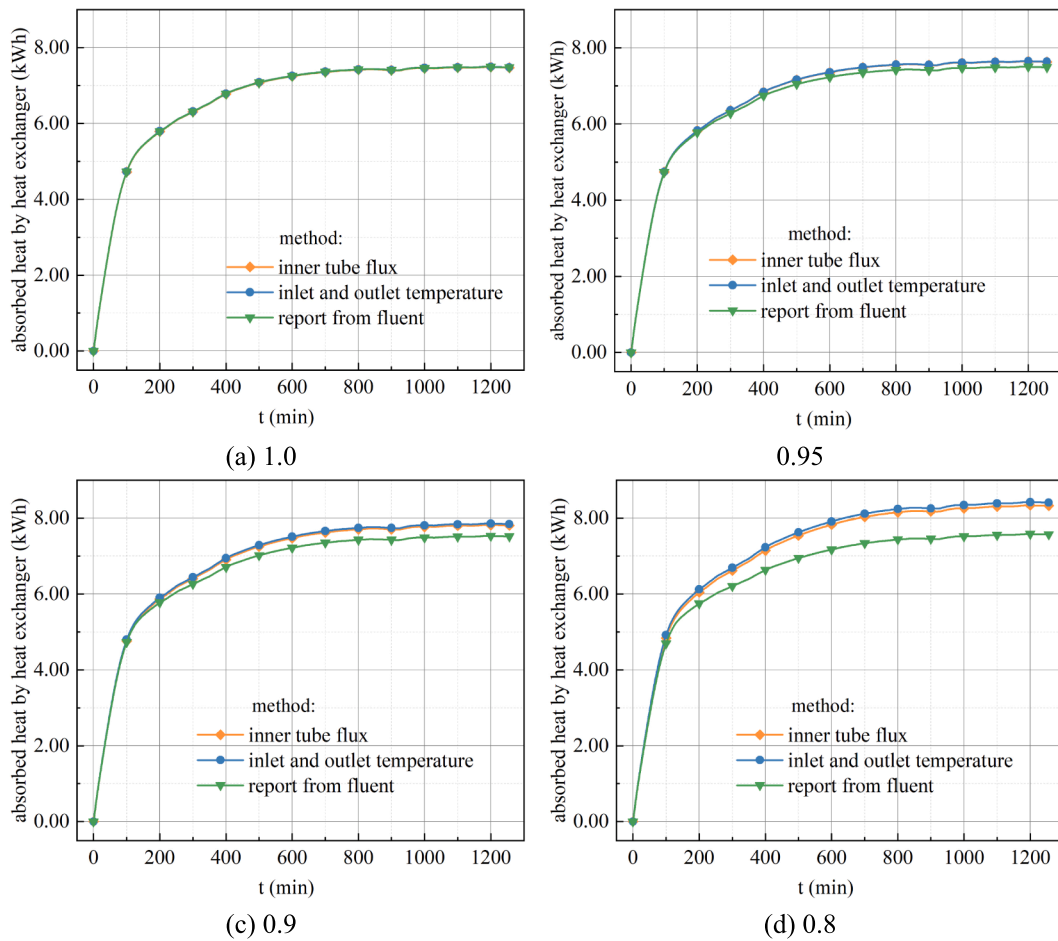 8.00
6.00
4.00
2.00
0.00
absorbed heat by heat exchanger (kWh)
method:
inner tube flux
inlet and outlet temperature
report from fluent
0 200 400 600 800 1000 1200
t (min)
(a) 1.0
8.00
6.00
4.00
2.00
0.00
absorbed heat by heat exchanger (kWh)
method:
inner tube flux
inlet and outlet temperature
report from fluent
0 200 400 600 800 1000 1200
t (min)
0.95
8.00
6.00
4.00
2.00
0.00
absorbed heat by heat exchanger (kWh)
method:
inner tube flux
inlet and outlet temperature
report from fluent
0 200 400 600 800 1000 1200
t (min)
(c) 0.9
8.00
6.00
4.00
2.00
0.00
absorbed heat by heat exchanger (kWh)
method:
inner tube flux
inlet and outlet temperature
report from fluent
0 200 400 600 800 1000 1200
t (min)
(d) 0.8